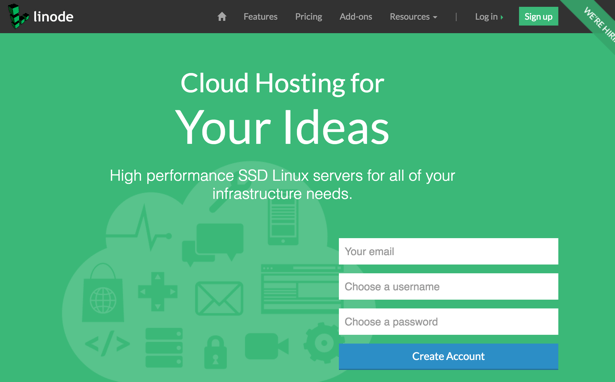 linode
Features Pricing Add-ons Resources | Log in › Sign up
WE'RE
Cloud Hosting for
Your Ideas
High performance SSD Linux servers for all of your
infrastructure needs.
Your email
Choose a username
Choose a password
Create Account